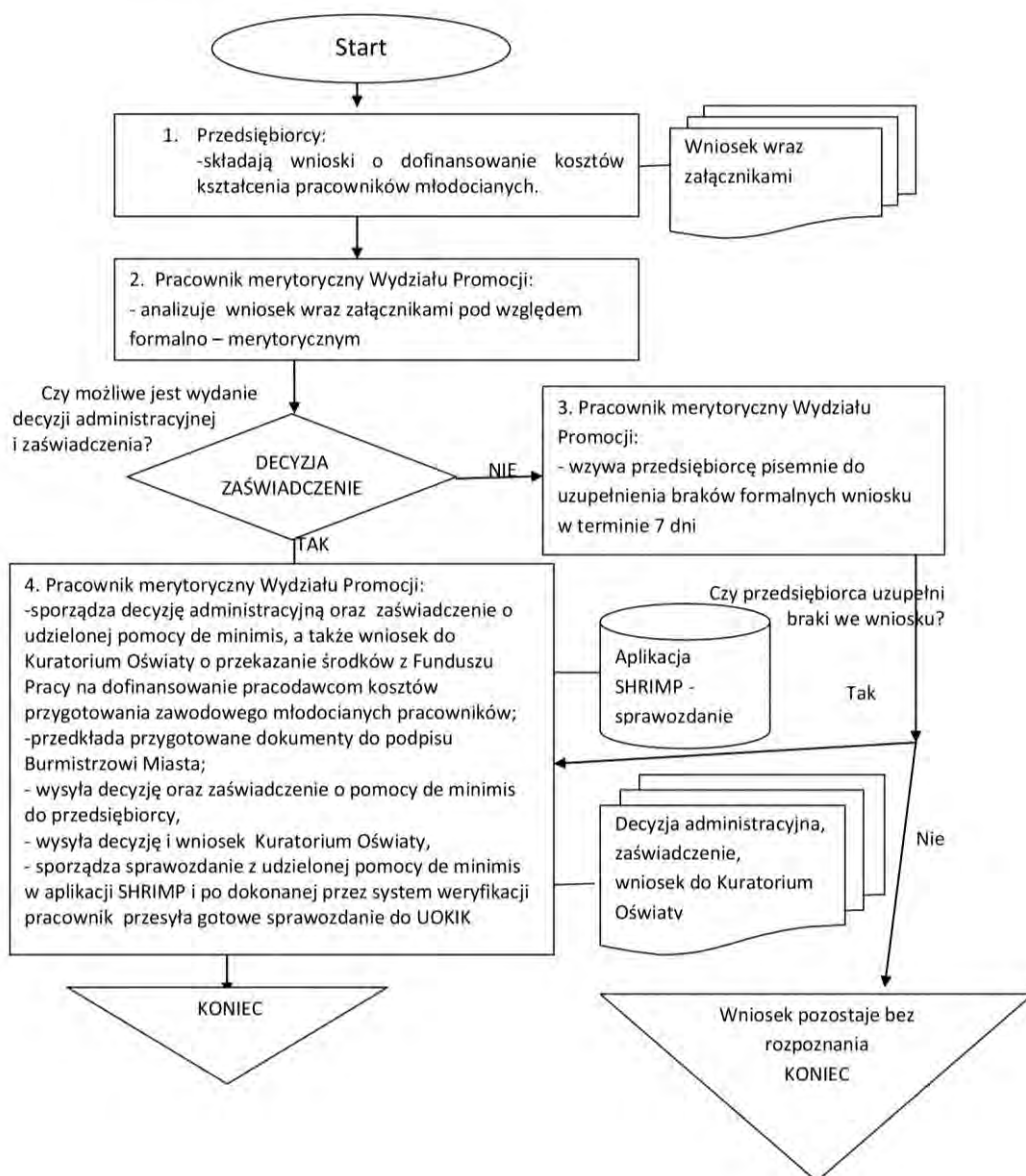 Start
1. Przedsiębiorcy:
-składają wnioski o dofinansowanie kosztów
kształcenia pracowników młodocianych.
Wniosek wraz
załącznikami
2. Pracownik merytoryczny Wydziału Promocji:
- analizuje wniosek wraz załącznikami pod względem
formalno – merytorycznym
Czy możliwe jest wydanie
decyzji administracyjnej
i zaświadczenia?
DECYZJA
ZAŚWIADCZENIE
NIE
TAK
3. Pracownik merytoryczny Wydziału
Promocji:
- wzywa przedsiębiorcę pisemnie do
uzupełnienia braków formalnych wniosku
w terminie 7 dni
Czy przedsiębiorca uzupełni
braki we wniosku?
Tak
Nie
4. Pracownik merytoryczny Wydziału Promocji:
-sporządza decyzję administracyjną oraz zaświadczenie o
udzielonej pomocy de minimis, a także wniosek do
Kuratorium Oświaty o przekazanie środków z Funduszu
Pracy na dofinansowanie pracodawcom kosztów
przygotowania zawodowego młodocianych pracowników;
-przedkłada przygotowane dokumenty do podpisu
Burmistrzowi Miasta;
- wysyła decyzję oraz zaświadczenie o pomocy de minimis
do przedsiębiorcy,
- wysyła decyzję i wniosek Kuratorium Oświaty,
- sporządza sprawozdanie z udzielonej pomocy de minimis
w aplikacji SHRIMP i po dokonanej przez system weryfikacji
pracownik przesyła gotowe sprawozdanie do UOKIK
Aplikacja
SHRIMP -
sprawozdanie
Decyzja administracyjna,
zaświadczenie,
wniosek do Kuratorium
Oświaty
KONIEC
Wniosek pozostaje bez
rozpoznania
KONIEC